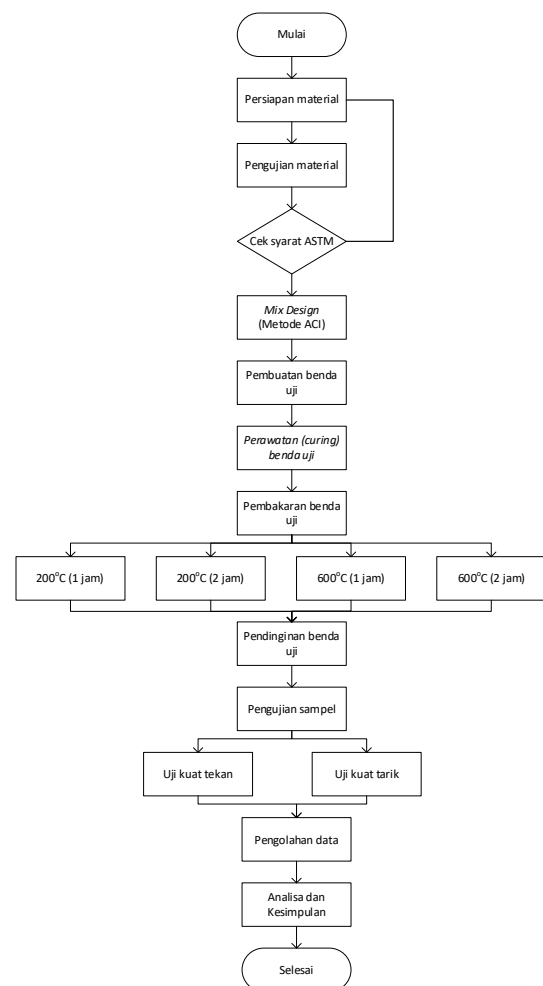 Mulai
Persiapan material
Pengujian material
Cek syarat ASTM
Mix Design
(Metode ACI)
Pembuatan benda
uji
Perawatan (curing)
benda uji
Pembakaran benda
uji
200°C (1 jam)
200°C (2 jam)
600°C (1 jam)
600°C (2 jam)
Pendinginan benda
uji
Pengujian sampel
Uji kuat tekan
Uji kuat tarik
Pengolahan data
Analisa dan
Kesimpulan
Selesai